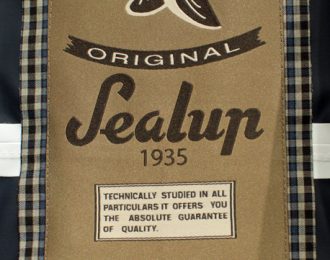 ORIGINAL
Sealup
1935
TECHNICALLY STUDIED IN ALL
PARTICULARS IT OFFERS YOU
THE ABSOLUTE GUARANTEE
OF QUALITY.